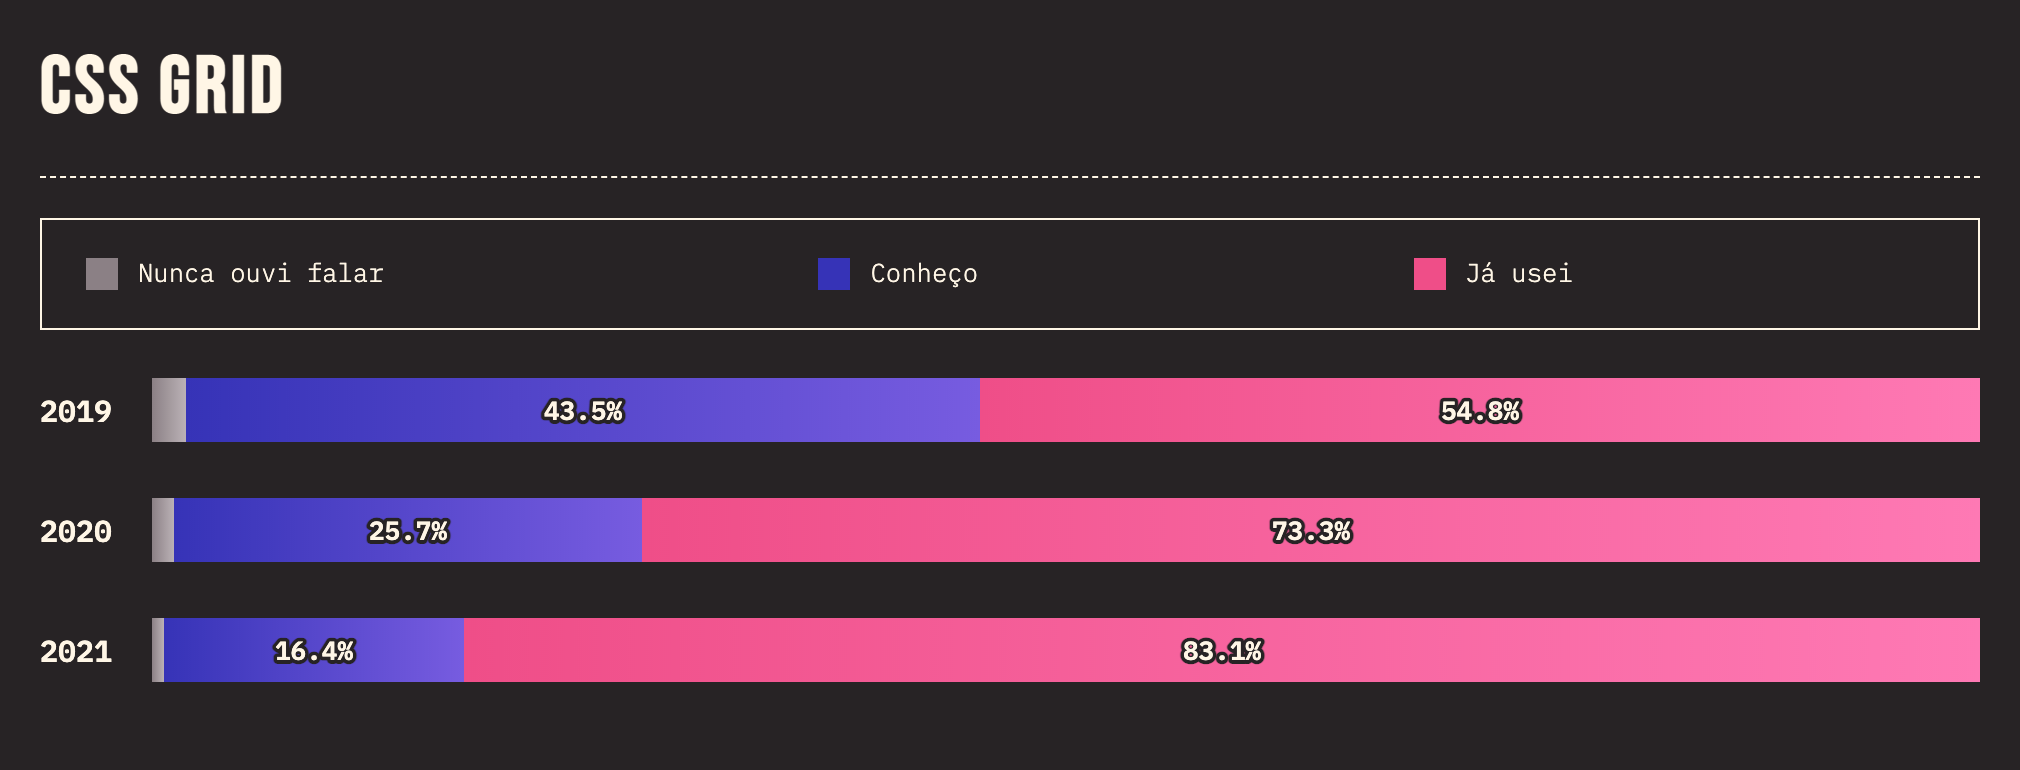 CSS GRID
Nunca ouvi falar Conheço Já usei
2019 43.5% 54.8%
2020 25.7% 73.3%
2021 16.4% 83.1%